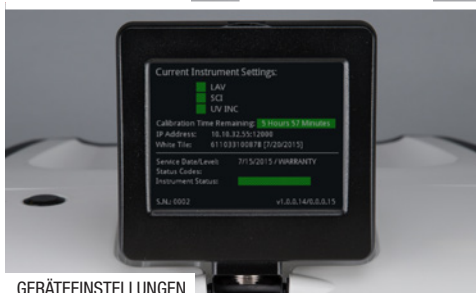 Current Instrument Settings:
LAV
SCI
UV INC
Calibration Time Remaining: 5 Hours 57 Minutes
IP Address: 10.10.32.55:12000
White Tile: 611033100878 [7/20/2015]
Service Date/Level: 7/15/2015 / WARRANTY
Status Codes:
Instrument Status:
S.N.: 0002 v1.0.0.14/0.0.0.15
GERÄTEEINSTELLUNGEN